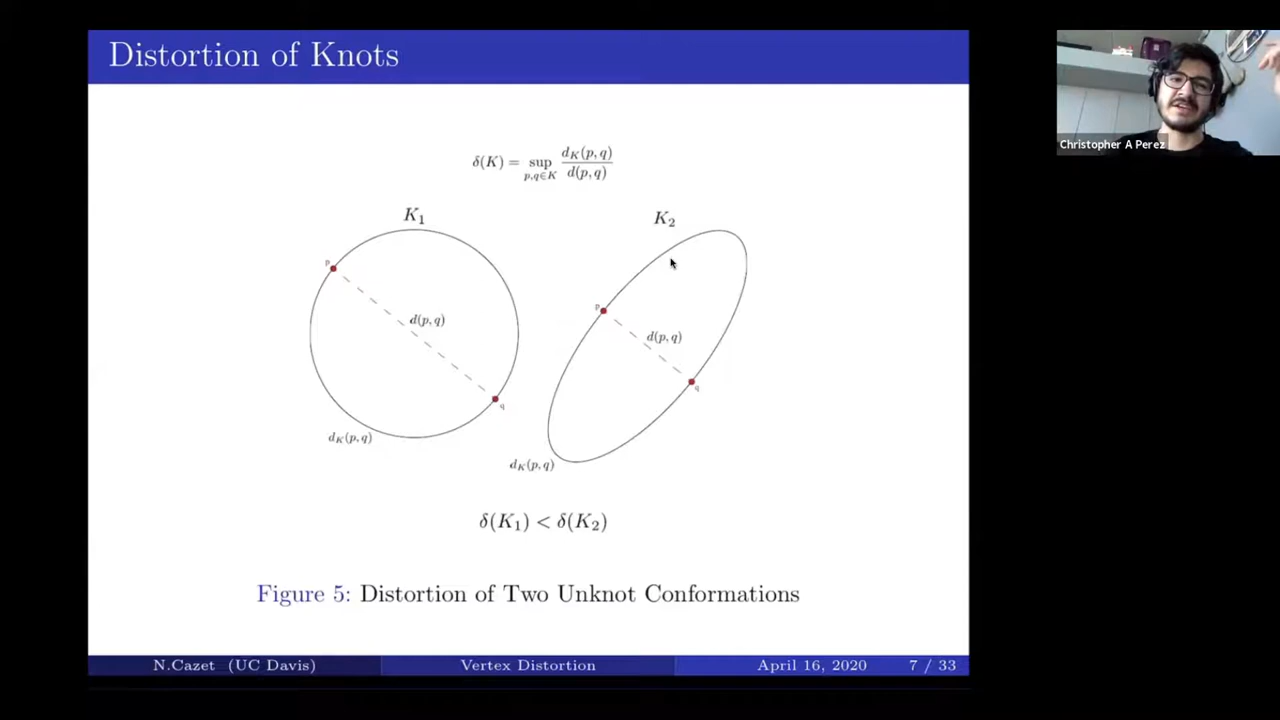 Distortion of Knots
Christopher A Perez
δ(K) = sup_{p,q∈K} d_K(p,q) / d(p,q)
K₁
K₂
p
d(p,q)
q
d_K(p,q)
p
d(p,q)
q
d_K(p,q)
δ(K₁) < δ(K₂)
Figure 5: Distortion of Two Unknot Conformations
N.Cazet (UC Davis) Vertex Distortion April 16, 2020 7 / 33